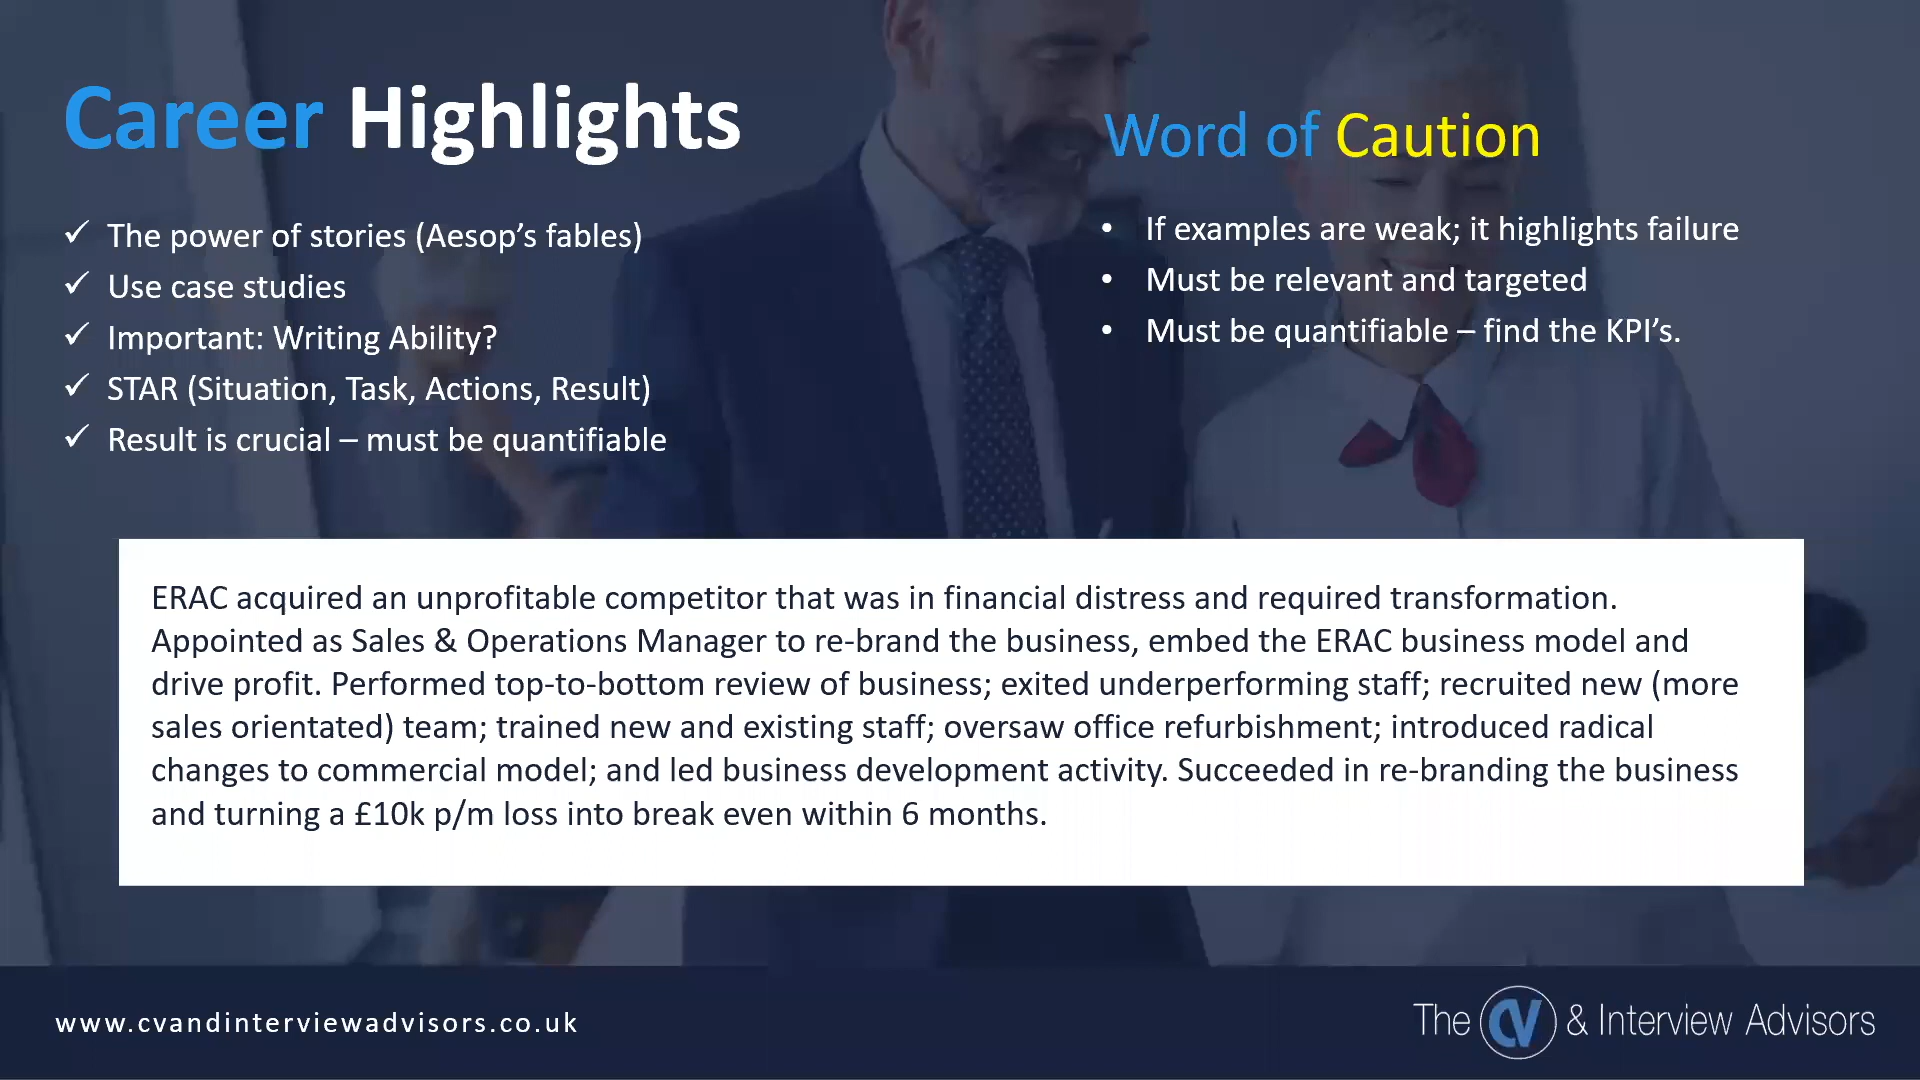 Career Highlights
✓ The power of stories (Aesop’s fables)
✓ Use case studies
✓ Important: Writing Ability?
✓ STAR (Situation, Task, Actions, Result)
✓ Result is crucial – must be quantifiable
Word of Caution
• If examples are weak; it highlights failure
• Must be relevant and targeted
• Must be quantifiable – find the KPI’s.
ERAC acquired an unprofitable competitor that was in financial distress and required transformation.
Appointed as Sales & Operations Manager to re-brand the business, embed the ERAC business model and
drive profit. Performed top-to-bottom review of business; exited underperforming staff; recruited new (more
sales orientated) team; trained new and existing staff; oversaw office refurbishment; introduced radical
changes to commercial model; and led business development activity. Succeeded in re-branding the business
and turning a £10k p/m loss into break even within 6 months.
www.cvandinterviewadvisors.co.uk
The CV & Interview Advisors